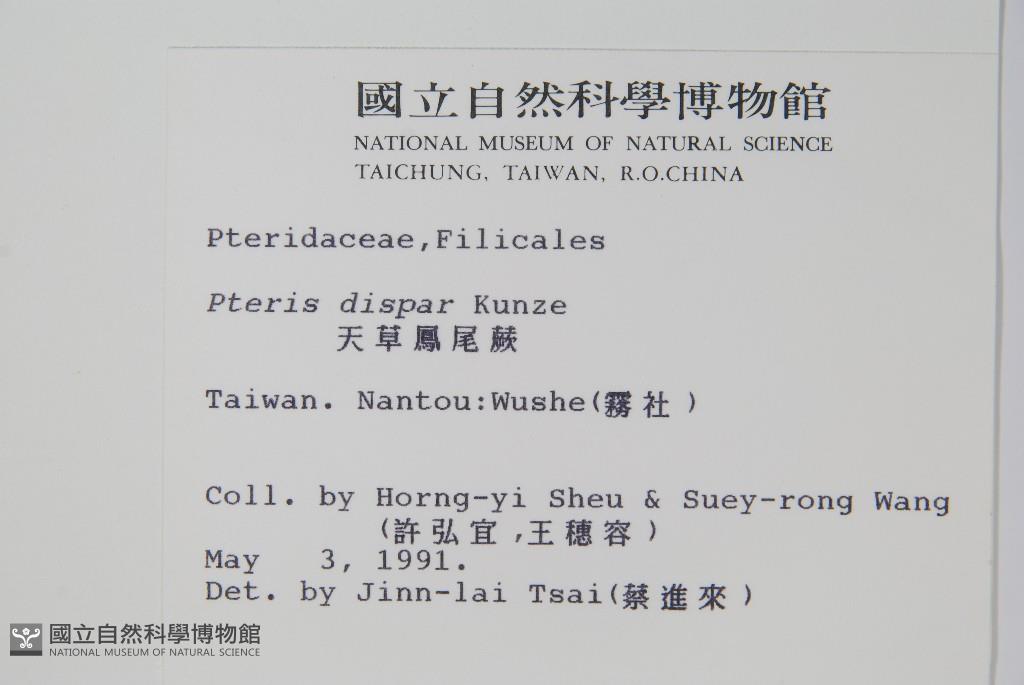 國立自然科學博物館
NATIONAL MUSEUM OF NATURAL SCIENCE
TAICHUNG, TAIWAN, R.O.CHINA
Pteridaceae,Filicales
Pteris dispar Kunze
天草鳳尾蕨
Taiwan. Nantou:Wushe(霧社)
Coll. by Horng-yi Sheu & Suey-rong Wang
(許弘宜,王穗容)
May 3, 1991.
Det. by Jinn-lai Tsai(蔡進來)
國立自然科學博物館
NATIONAL MUSEUM OF NATURAL SCIENCE